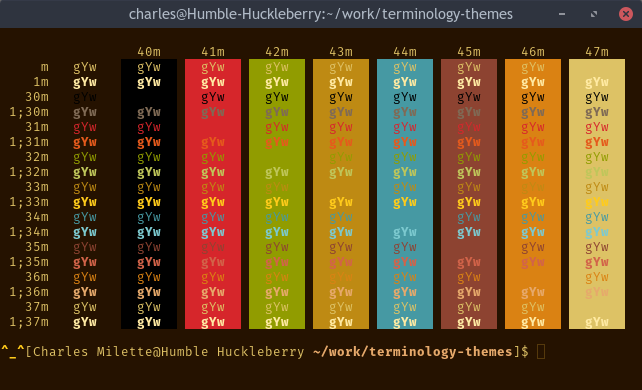 charles@Humble-Huckleberry:~/work/terminology-themes
40m 41m 42m 43m 44m 45m 46m 47m
m gYw gYw gYw gYw gYw gYw gYw gYw
1m gYw gYw gYw gYw gYw gYw gYw gYw gYw
30m gYw gYw gYw gYw gYw gYw gYw gYw
1;30m gYw gYw gYw gYw gYw gYw gYw gYw gYw
31m gYw gYw gYw gYw gYw gYw gYw gYw
1;31m gYw gYw gYw gYw gYw gYw gYw gYw gYw
32m gYw gYw gYw gYw gYw gYw gYw gYw
1;32m gYw gYw gYw gYw gYw gYw gYw gYw gYw
33m gYw gYw gYw gYw gYw gYw gYw gYw
1;33m gYw gYw gYw gYw gYw gYw gYw gYw gYw
34m gYw gYw gYw gYw gYw gYw gYw gYw
1;34m gYw gYw gYw gYw gYw gYw gYw gYw gYw
35m gYw gYw gYw gYw gYw gYw gYw gYw
1;35m gYw gYw gYw gYw gYw gYw gYw gYw gYw
36m gYw gYw gYw gYw gYw gYw gYw gYw
1;36m gYw gYw gYw gYw gYw gYw gYw gYw gYw
37m gYw gYw gYw gYw gYw gYw gYw gYw
1;37m gYw gYw gYw gYw gYw gYw gYw gYw gYw
^_^[Charles Milette@Humble Huckleberry ~/work/terminology-themes]$